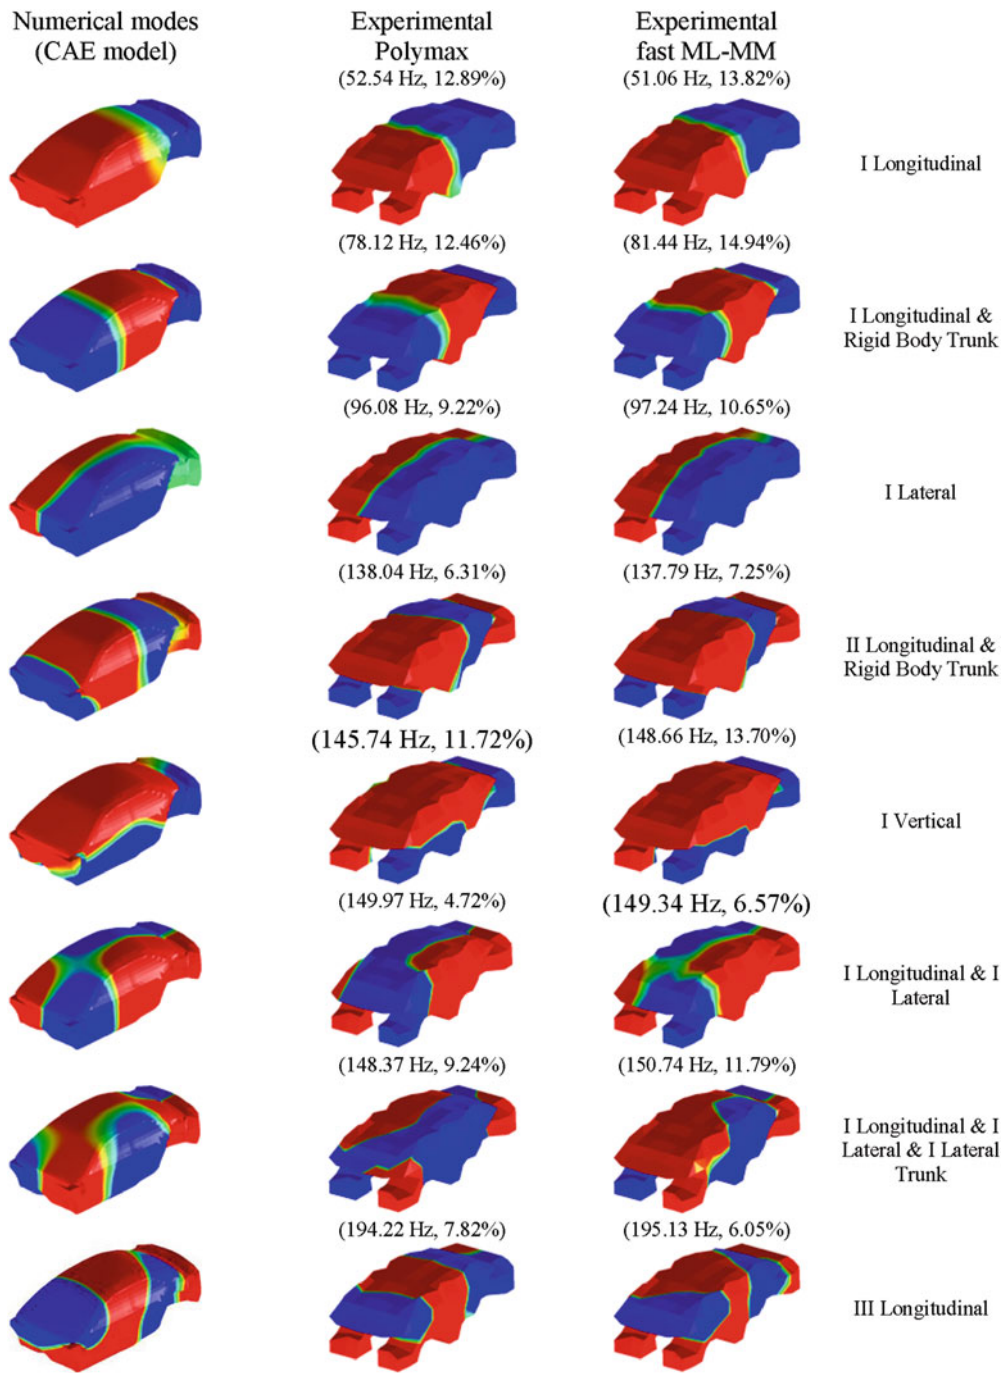 Numerical modes
(CAE model)
Experimental
Polymax
Experimental
fast ML-MM
(52.54 Hz, 12.89%)
(51.06 Hz, 13.82%)
I Longitudinal
(78.12 Hz, 12.46%)
(81.44 Hz, 14.94%)
I Longitudinal &
Rigid Body Trunk
(96.08 Hz, 9.22%)
(97.24 Hz, 10.65%)
I Lateral
(138.04 Hz, 6.31%)
(137.79 Hz, 7.25%)
II Longitudinal &
Rigid Body Trunk
(145.74 Hz, 11.72%)
(148.66 Hz, 13.70%)
I Vertical
(149.97 Hz, 4.72%)
(149.34 Hz, 6.57%)
I Longitudinal & I
Lateral
(148.37 Hz, 9.24%)
(150.74 Hz, 11.79%)
I Longitudinal & I
Lateral & I Lateral
Trunk
(194.22 Hz, 7.82%)
(195.13 Hz, 6.05%)
III Longitudinal